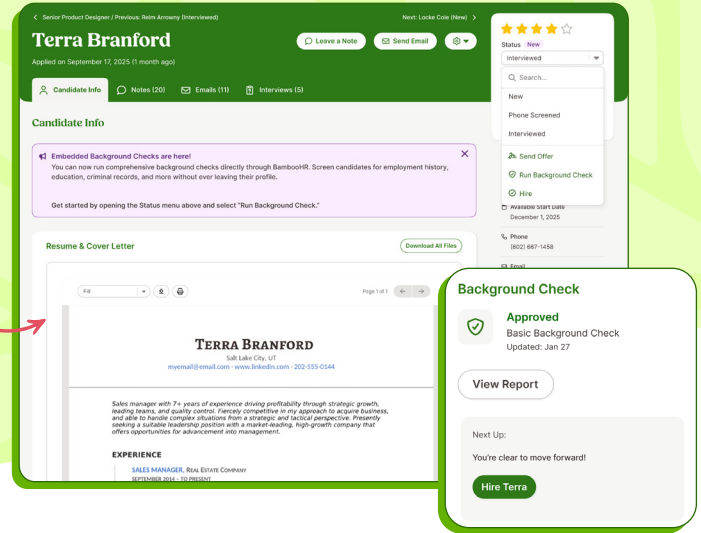 Senior Product Designer / Previous: Relm Arrowny (Interviewed)
Next: Locke Cole (New)
Terra Branford
Leave a Note
Send Email
Applied on September 17, 2025 (1 month ago)
Candidate Info
Notes (20)
Emails (11)
Interviews (5)
Candidate Info
Embedded Background Checks are here!
You can now run comprehensive background checks directly through BambooHR. Screen candidates for employment history,
education, criminal records, and more without ever leaving their profile.
Get started by opening the Status menu above and select "Run Background Check."
Resume & Cover Letter
Download All Files
Fill
Page 1 of 1
TERRA BRANFORD
Salt Lake City, UT
myemail@email.com - www.linkedin.com - 202-555-0144
Sales manager with 7+ years of experience driving profitability through strategic growth,
leading teams, and quality control. Fiercely competitive in my approach to acquire business,
and able to handle complex situations from a strategic and tactical perspective. Presently
seeking a suitable leadership position with a market-leading, high-growth company that
offers opportunities for advancement into management.
EXPERIENCE
SALES MANAGER, REAL ESTATE COMPANY
SEPTEMBER 2014 – TO PRESENT
Status New
Interviewed
Search...
New
Phone Screened
Interviewed
Send Offer
Run Background Check
Hire
Available Start Date
December 1, 2025
Phone
(802) 667-1458
Email
Background Check
Approved
Basic Background Check
Updated: Jan 27
View Report
Next Up:
You're clear to move forward!
Hire Terra